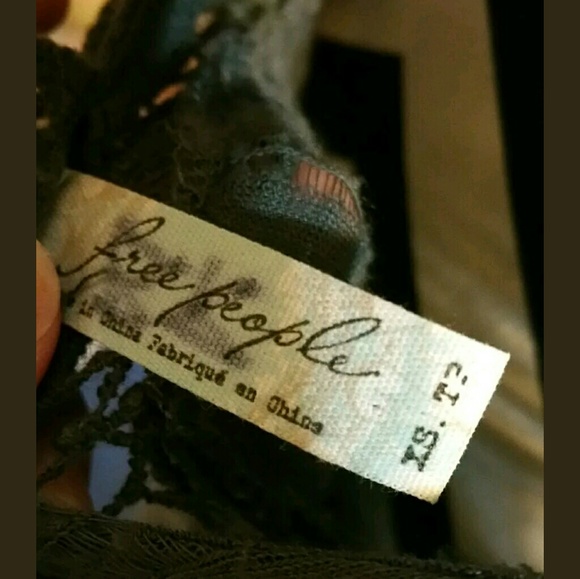 free people
in China Fabriqué en Chine
XS. TP